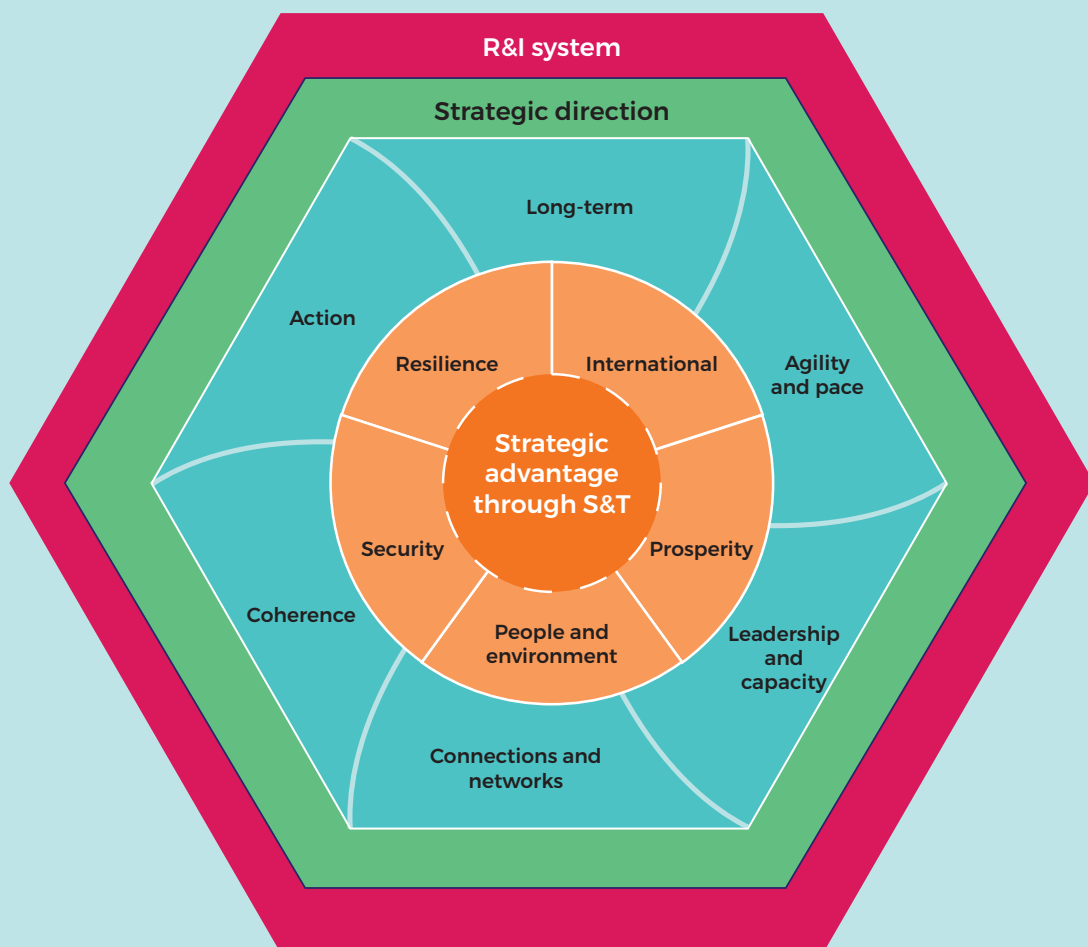 R&I system
Strategic direction
Long-term
Action
Agility
and pace
Resilience
International
Strategic
advantage
through S&T
Security
Prosperity
Coherence
People and
environment
Leadership
and
capacity
Connections and
networks